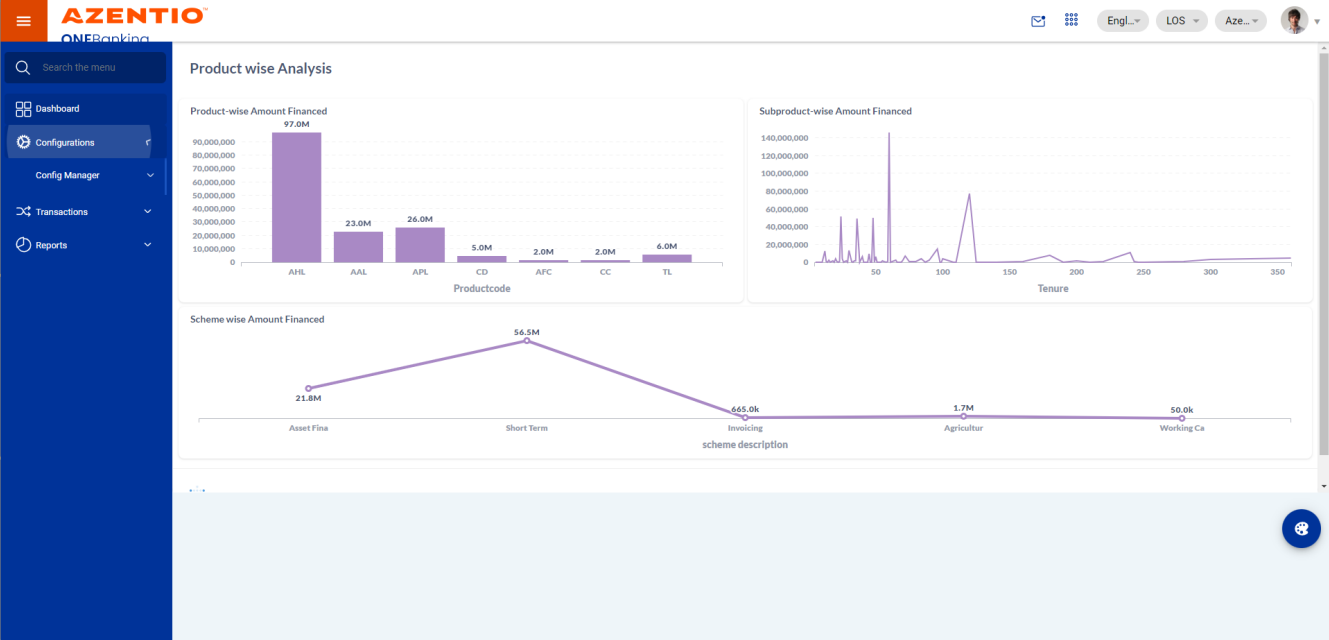 AZENTIO
ONEBanking
Engl...
LOS
Aze...
Search the menu
Dashboard
Configurations
Config Manager
Transactions
Reports
Product wise Analysis
Product-wise Amount Financed
97.0M
90,000,000
80,000,000
70,000,000
60,000,000
50,000,000
40,000,000
30,000,000
20,000,000
10,000,000
0
23.0M
26.0M
5.0M
2.0M
2.0M
6.0M
AHL
AAL
APL
CD
AFC
CC
TL
Productcode
Subproduct-wise Amount Financed
140,000,000
120,000,000
100,000,000
80,000,000
60,000,000
40,000,000
20,000,000
0
50
100
150
200
250
300
350
Tenure
Scheme wise Amount Financed
21.8M
56.5M
665.0k
1.7M
50.0k
Asset Fina
Short Term
Invoicing
Agricultur
Working Ca
scheme description